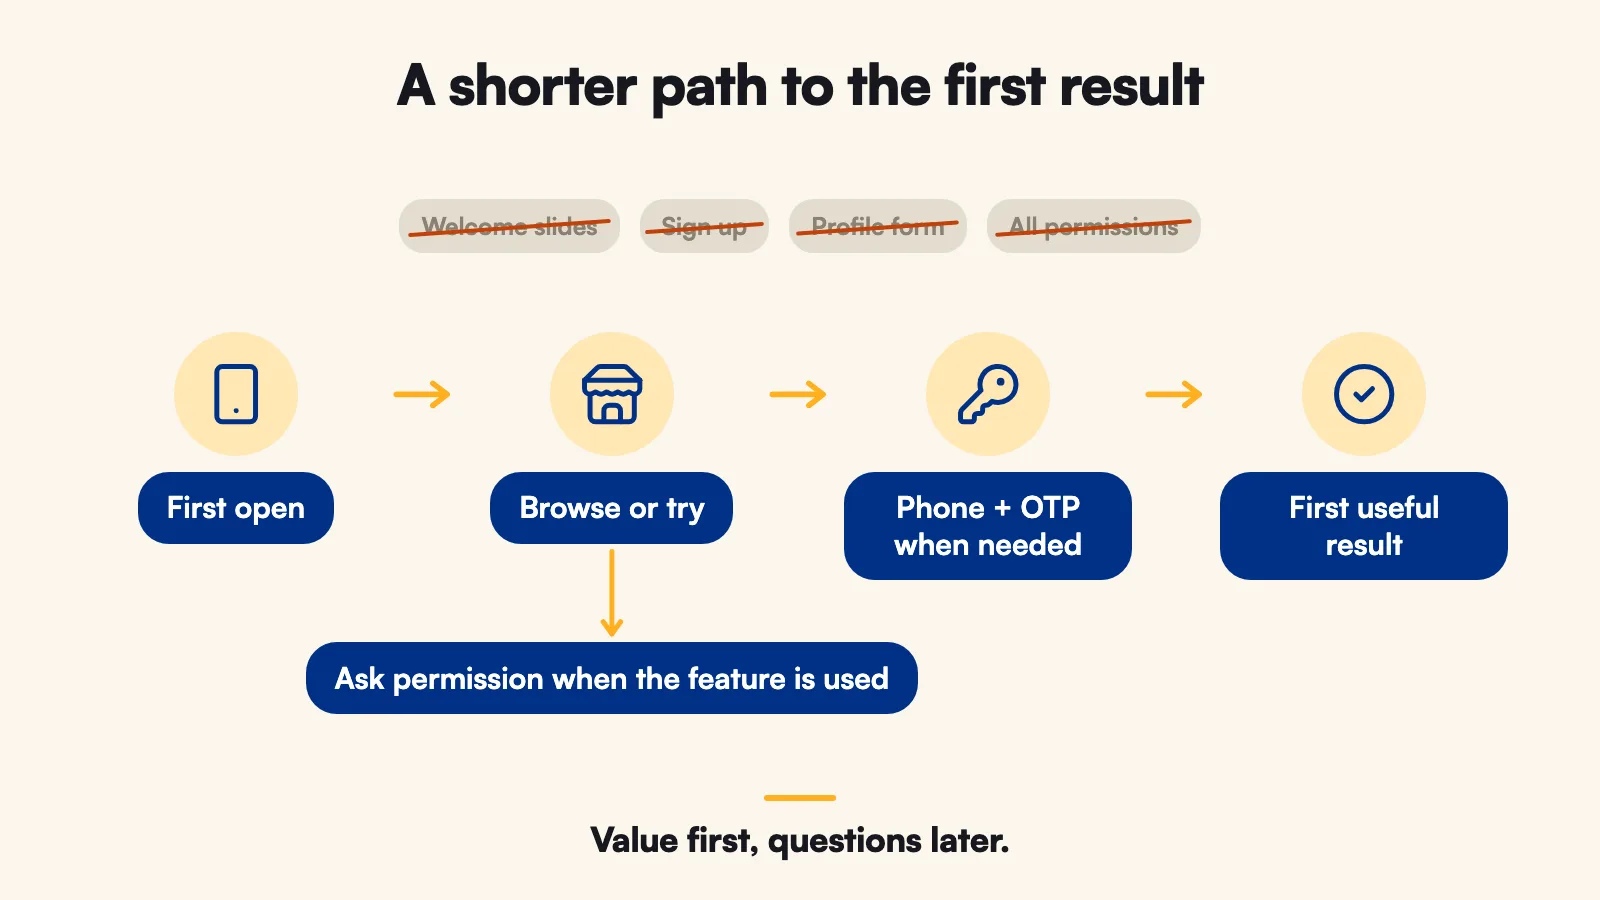 A shorter path to the first result
Welcome slides
Sign up
Profile form
All permissions
First open
Browse or try
Phone + OTP
when needed
First useful
result
Ask permission when the feature is used
Value first, questions later.